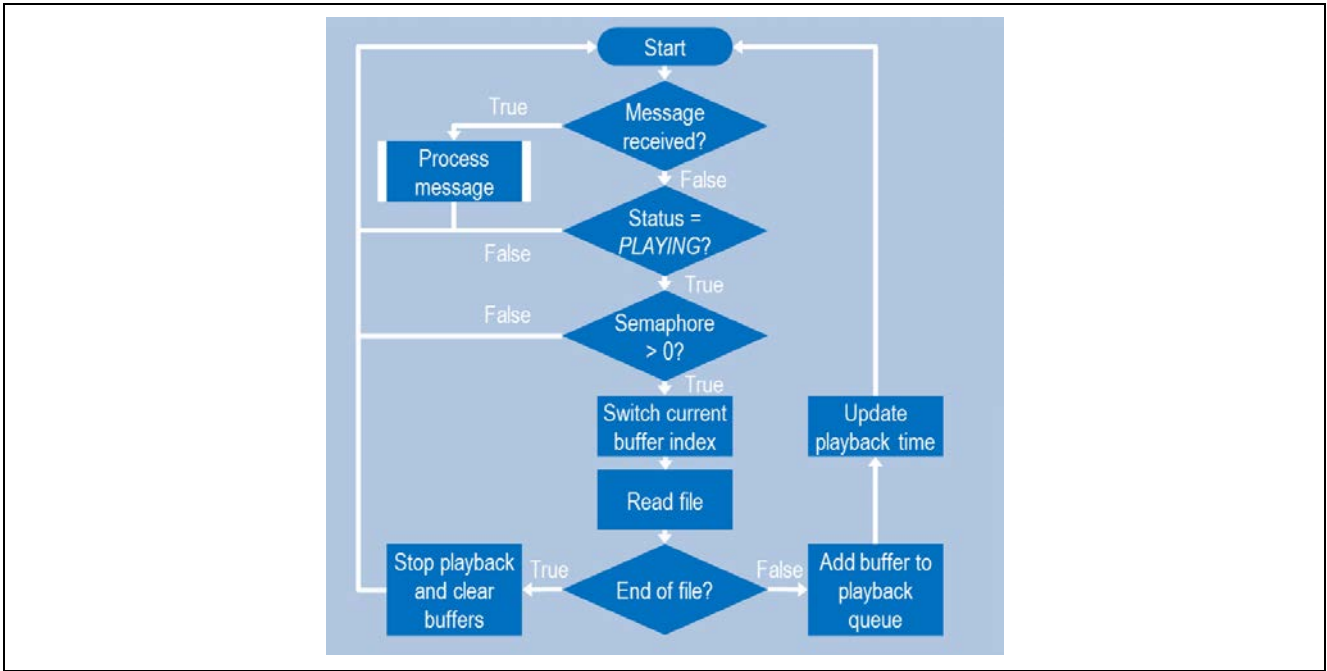 Start
True
Message
received?
Process
message
False
Status =
PLAYING?
False
True
False
Semaphore
> 0?
True
Switch current
buffer index
Update
playback time
Read file
Stop playback
and clear
buffers
True
End of file?
False
Add buffer to
playback
queue